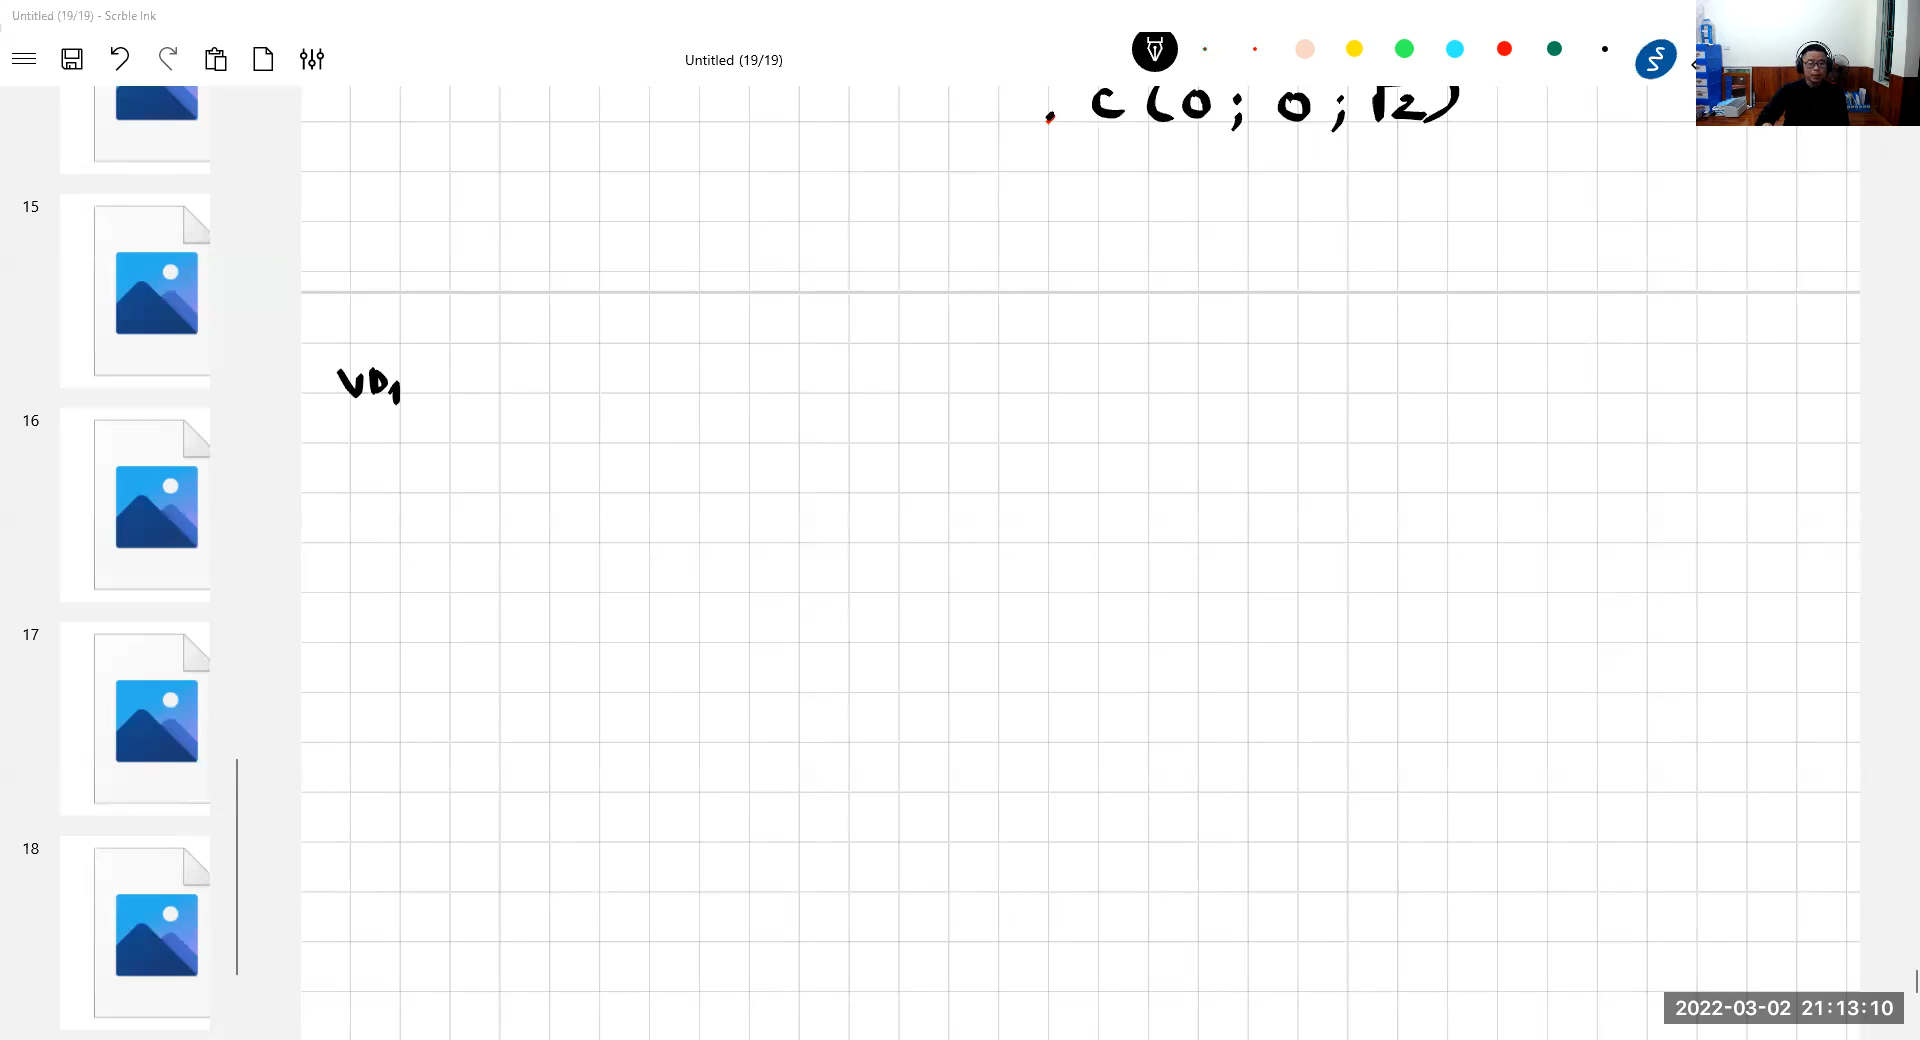 Untitled (19/19) - Scrble Ink
Untitled (19/19)
. C (0 ; 0 ; √2)
15
VD1
16
17
18
2022-03-02 21:13:10